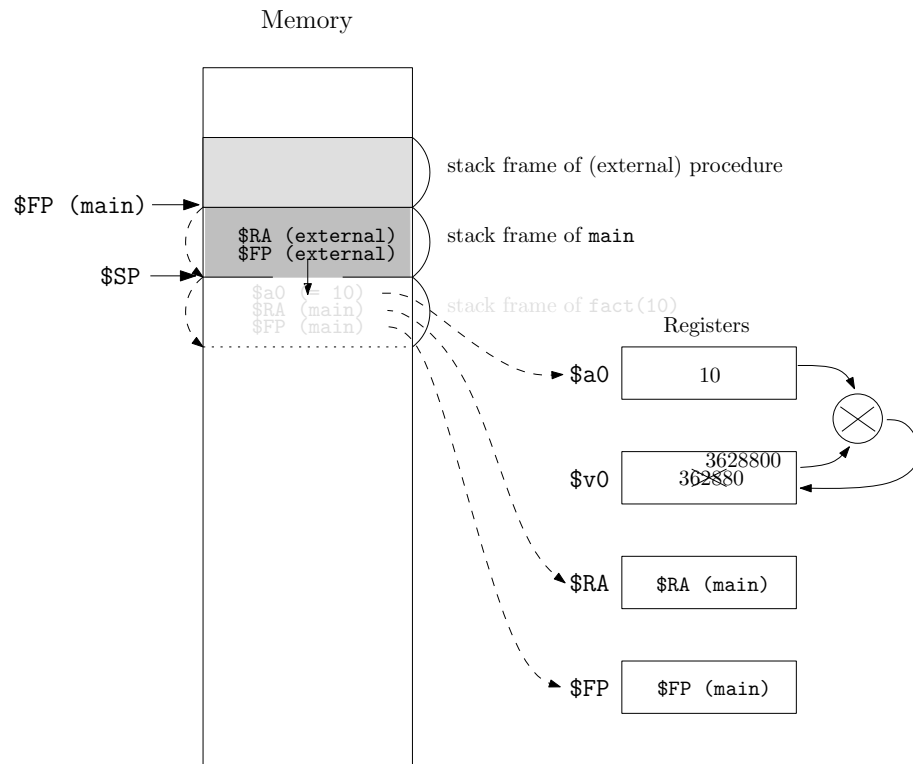 Memory
stack frame of (external) procedure
$FP (main)
$RA (external)
stack frame of main
$FP (external)
$SP
$a0 (= 10)
stack frame of fact(10)
$RA (main)
$FP (main)
Registers
$a0
10
3628800
$v0
362880
$RA
$RA (main)
$FP
$FP (main)